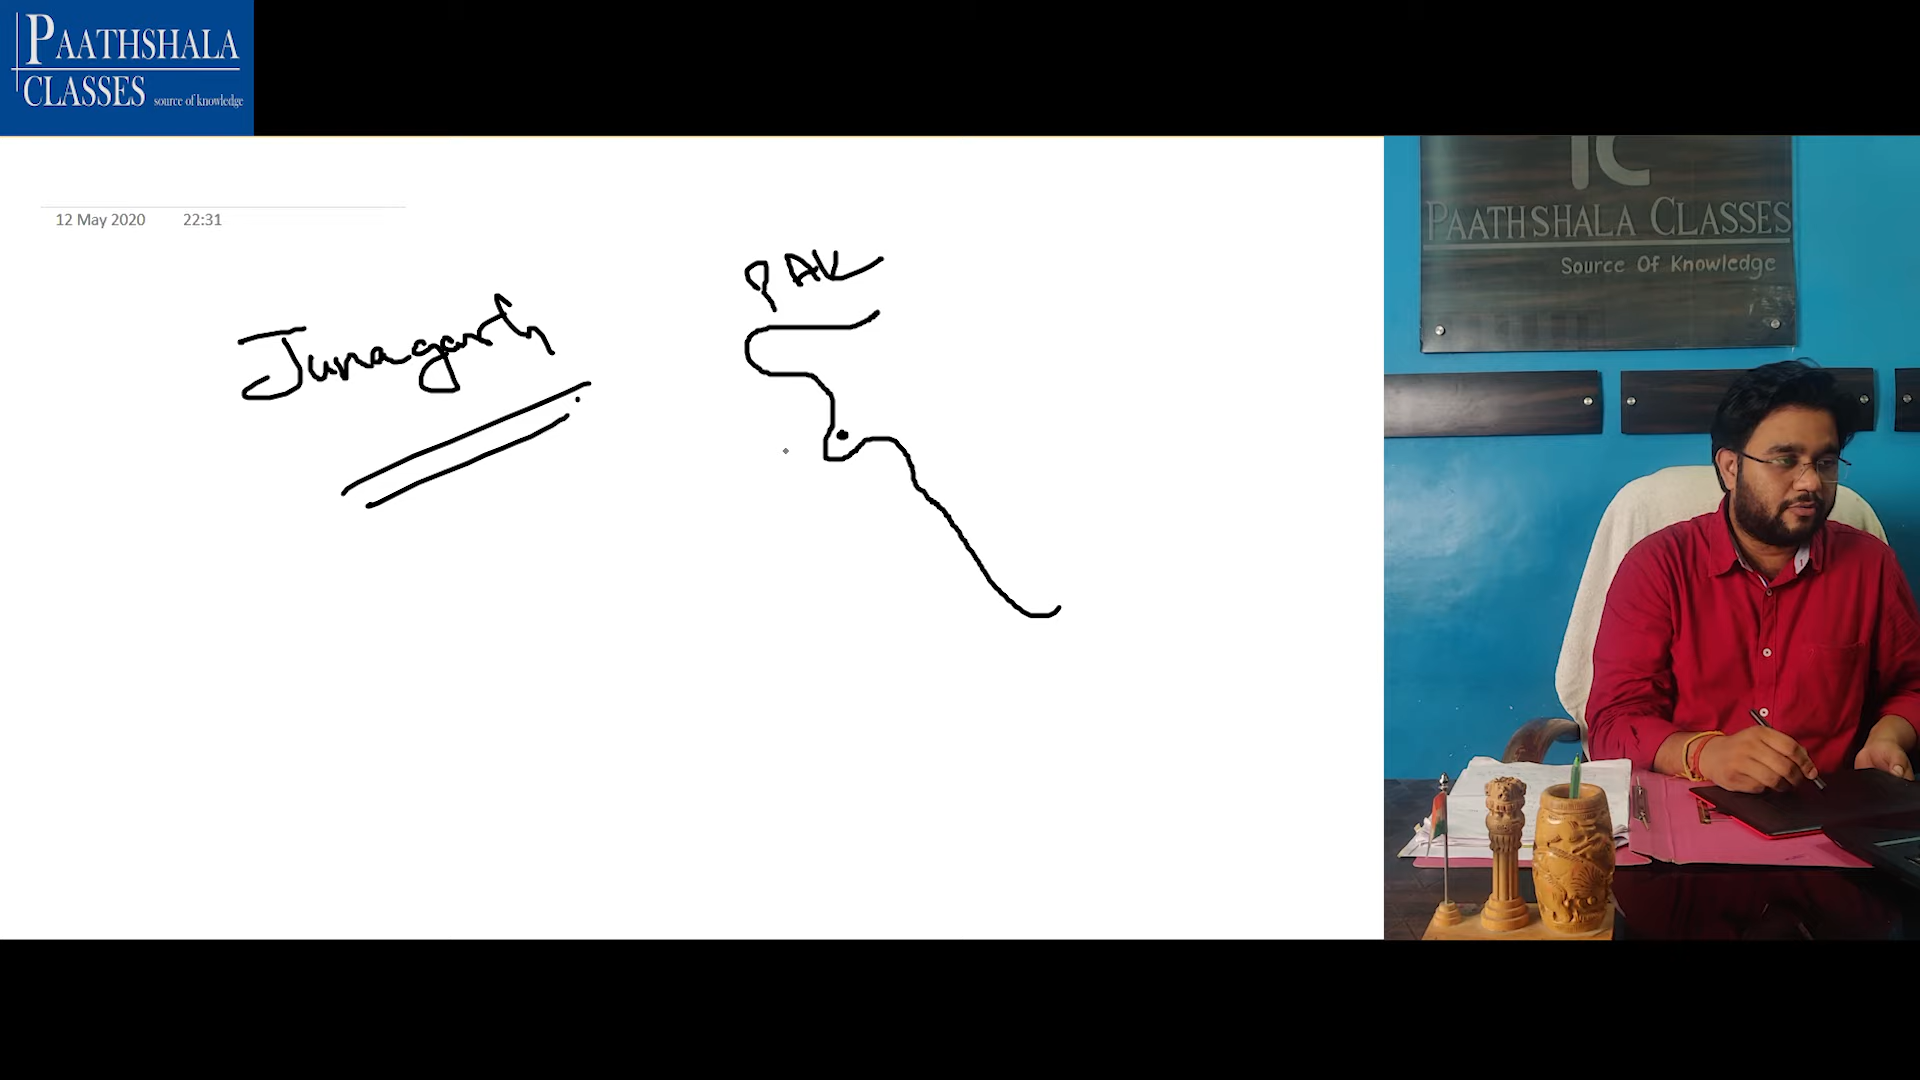 PAATHSHALA
CLASSES source of knowledge
12 May 2020 22:31
PAK
Junagarh
PAATHSHALA CLASSES
Source Of Knowledge